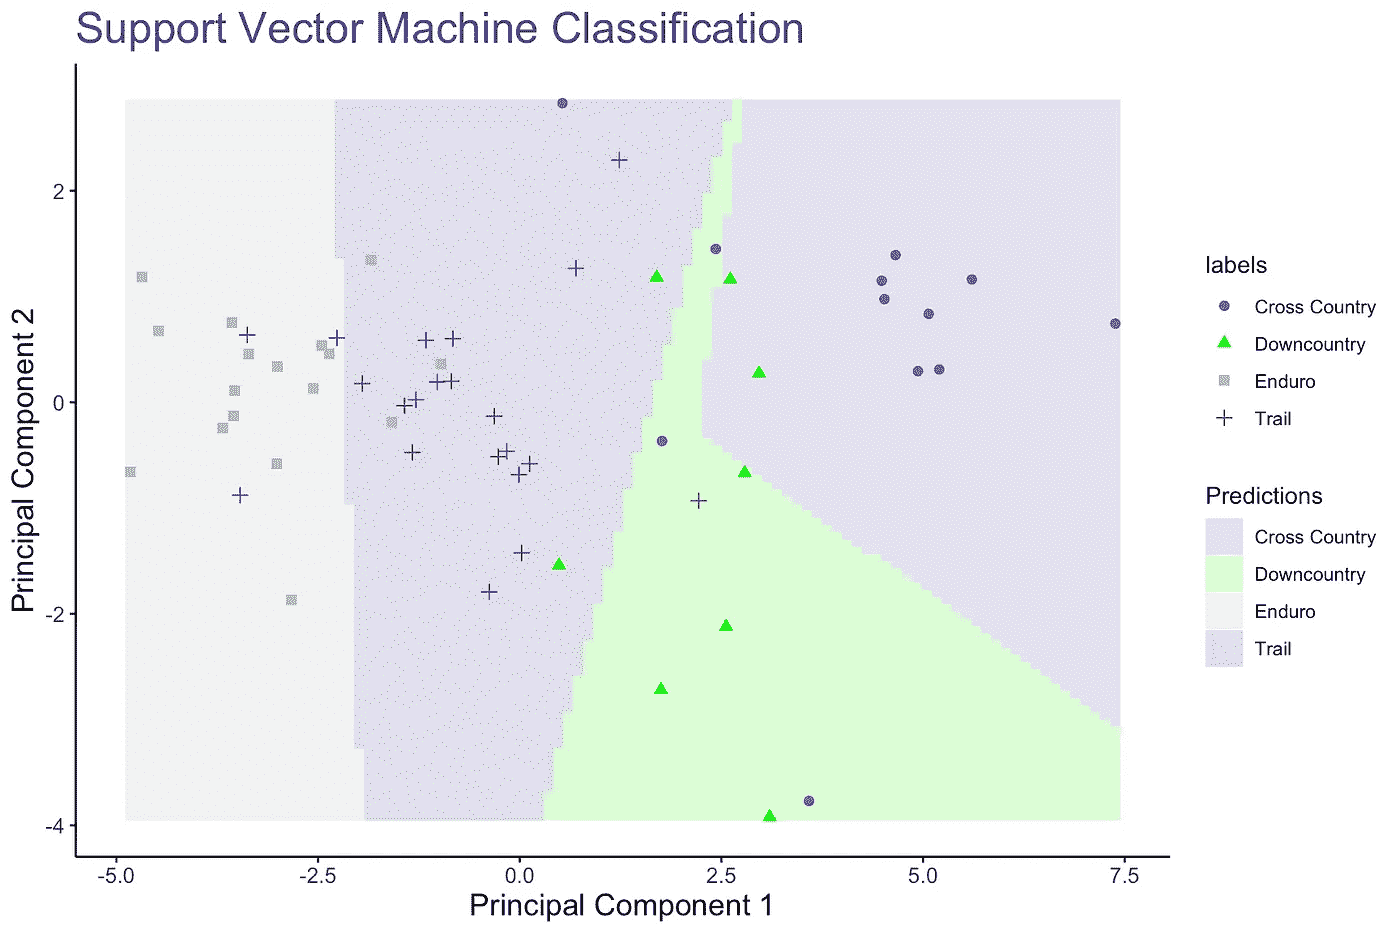 Support Vector Machine Classification
Principal Component 2
2
0
-2
-4
-5.0
-2.5
0.0
2.5
5.0
7.5
Principal Component 1
labels
Cross Country
Downcountry
Enduro
Trail
Predictions
Cross Country
Downcountry
Enduro
Trail